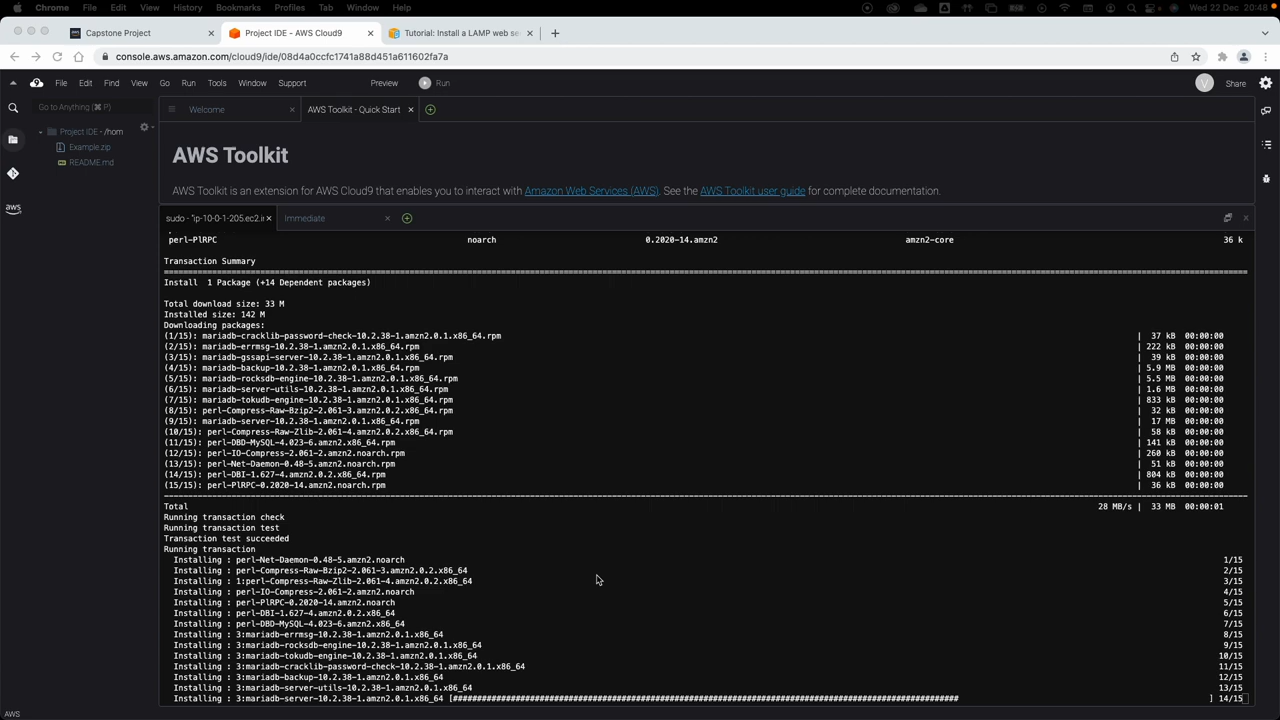 Chrome File Edit View History Bookmarks Profiles Tab Window Help Wed 22 Dec 20:48
Capstone Project Project IDE - AWS Cloud9 Tutorial: Install a LAMP web se
console.aws.amazon.com/cloud9/ide/08d4a0ccfc1741a88d451a611602fa7a
File Edit Find View Go Run Tools Window Support Preview Run V Share
Go to Anything (⌘ P) Welcome AWS Toolkit - Quick Start
Project IDE - /hom
Example.zip
README.md
AWS Toolkit
AWS Toolkit is an extension for AWS Cloud9 that enables you to interact with Amazon Web Services (AWS). See the AWS Toolkit user guide for complete documentation.
aws
sudo - "ip-10-0-1-205.ec2.in Immediate
perl-PlRPC noarch 0.2020-14.amzn2 amzn2-core 36 k
Transaction Summary
Install 1 Package (+14 Dependent packages)
Total download size: 33 M
Installed size: 142 M
Downloading packages:
(1/15): mariadb-cracklib-password-check-10.2.38-1.amzn2.0.1.x86_64.rpm | 37 kB 00:00:00
(2/15): mariadb-errmsg-10.2.38-1.amzn2.0.1.x86_64.rpm | 222 kB 00:00:00
(3/15): mariadb-gssapi-server-10.2.38-1.amzn2.0.1.x86_64.rpm | 39 kB 00:00:00
(4/15): mariadb-backup-10.2.38-1.amzn2.0.1.x86_64.rpm | 5.9 MB 00:00:00
(5/15): mariadb-rocksdb-engine-10.2.38-1.amzn2.0.1.x86_64.rpm | 5.5 MB 00:00:00
(6/15): mariadb-server-utils-10.2.38-1.amzn2.0.1.x86_64.rpm | 1.6 MB 00:00:00
(7/15): mariadb-tokudb-engine-10.2.38-1.amzn2.0.1.x86_64.rpm | 833 kB 00:00:00
(8/15): perl-Compress-Raw-Bzip2-2.061-3.amzn2.0.2.x86_64.rpm | 32 kB 00:00:00
(9/15): mariadb-server-10.2.38-1.amzn2.0.1.x86_64.rpm | 17 MB 00:00:00
(10/15): perl-Compress-Raw-Zlib-2.061-4.amzn2.0.2.x86_64.rpm | 58 kB 00:00:00
(11/15): perl-DBD-MySQL-4.023-6.amzn2.x86_64.rpm | 141 kB 00:00:00
(12/15): perl-IO-Compress-2.061-2.amzn2.noarch.rpm | 260 kB 00:00:00
(13/15): perl-Net-Daemon-0.48-5.amzn2.noarch.rpm | 51 kB 00:00:00
(14/15): perl-DBI-1.627-4.amzn2.0.2.x86_64.rpm | 804 kB 00:00:00
(15/15): perl-PlRPC-0.2020-14.amzn2.noarch.rpm | 36 kB 00:00:00
Total 28 MB/s | 33 MB 00:00:01
Running transaction check
Running transaction test
Transaction test succeeded
Running transaction
Installing : perl-Net-Daemon-0.48-5.amzn2.noarch 1/15
Installing : perl-Compress-Raw-Bzip2-2.061-3.amzn2.0.2.x86_64 2/15
Installing : 1:perl-Compress-Raw-Zlib-2.061-4.amzn2.0.2.x86_64 3/15
Installing : perl-IO-Compress-2.061-2.amzn2.noarch 4/15
Installing : perl-PlRPC-0.2020-14.amzn2.noarch 5/15
Installing : perl-DBI-1.627-4.amzn2.0.2.x86_64 6/15
Installing : perl-DBD-MySQL-4.023-6.amzn2.x86_64 7/15
Installing : 3:mariadb-errmsg-10.2.38-1.amzn2.0.1.x86_64 8/15
Installing : 3:mariadb-rocksdb-engine-10.2.38-1.amzn2.0.1.x86_64 9/15
Installing : 3:mariadb-tokudb-engine-10.2.38-1.amzn2.0.1.x86_64 10/15
Installing : 3:mariadb-cracklib-password-check-10.2.38-1.amzn2.0.1.x86_64 11/15
Installing : 3:mariadb-backup-10.2.38-1.amzn2.0.1.x86_64 12/15
Installing : 3:mariadb-server-utils-10.2.38-1.amzn2.0.1.x86_64 13/15
Installing : 3:mariadb-server-10.2.38-1.amzn2.0.1.x86_64 [######################################################################################################### ] 14/15
AWS